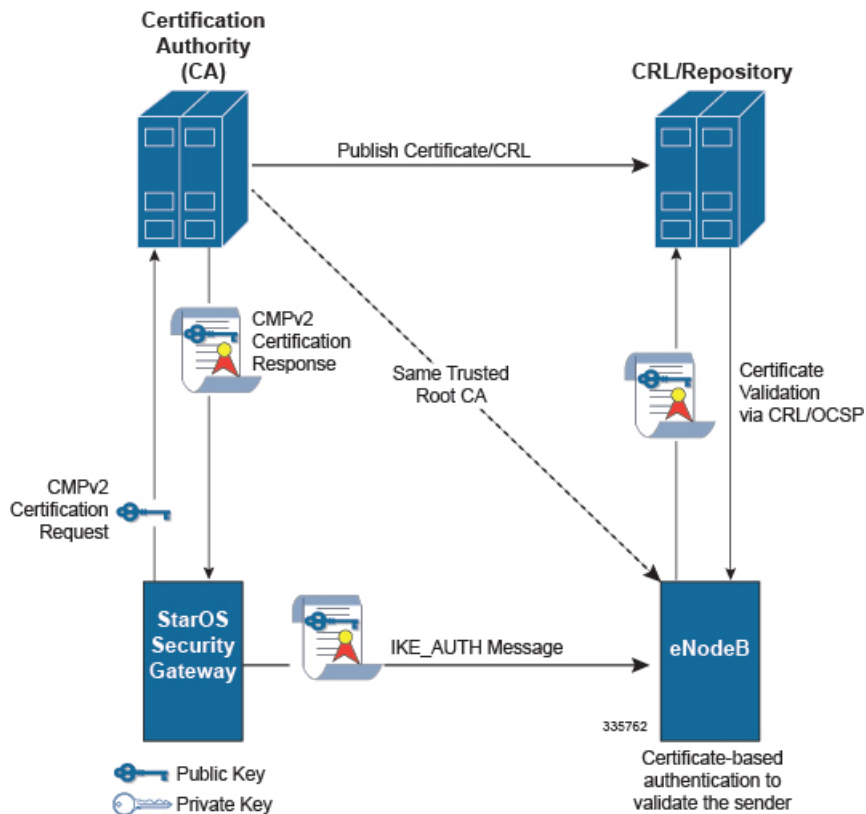 Certification
Authority
(CA)
CRL/Repository
Publish Certificate/CRL
CMPv2
Certification
Response
Same Trusted
Root CA
Certificate
Validation
via CRL/OCSP
CMPv2
Certification
Request
StarOS
Security
Gateway
IKE_AUTH Message
eNodeB
335762
Public Key
Private Key
Certificate-based
authentication to
validate the sender